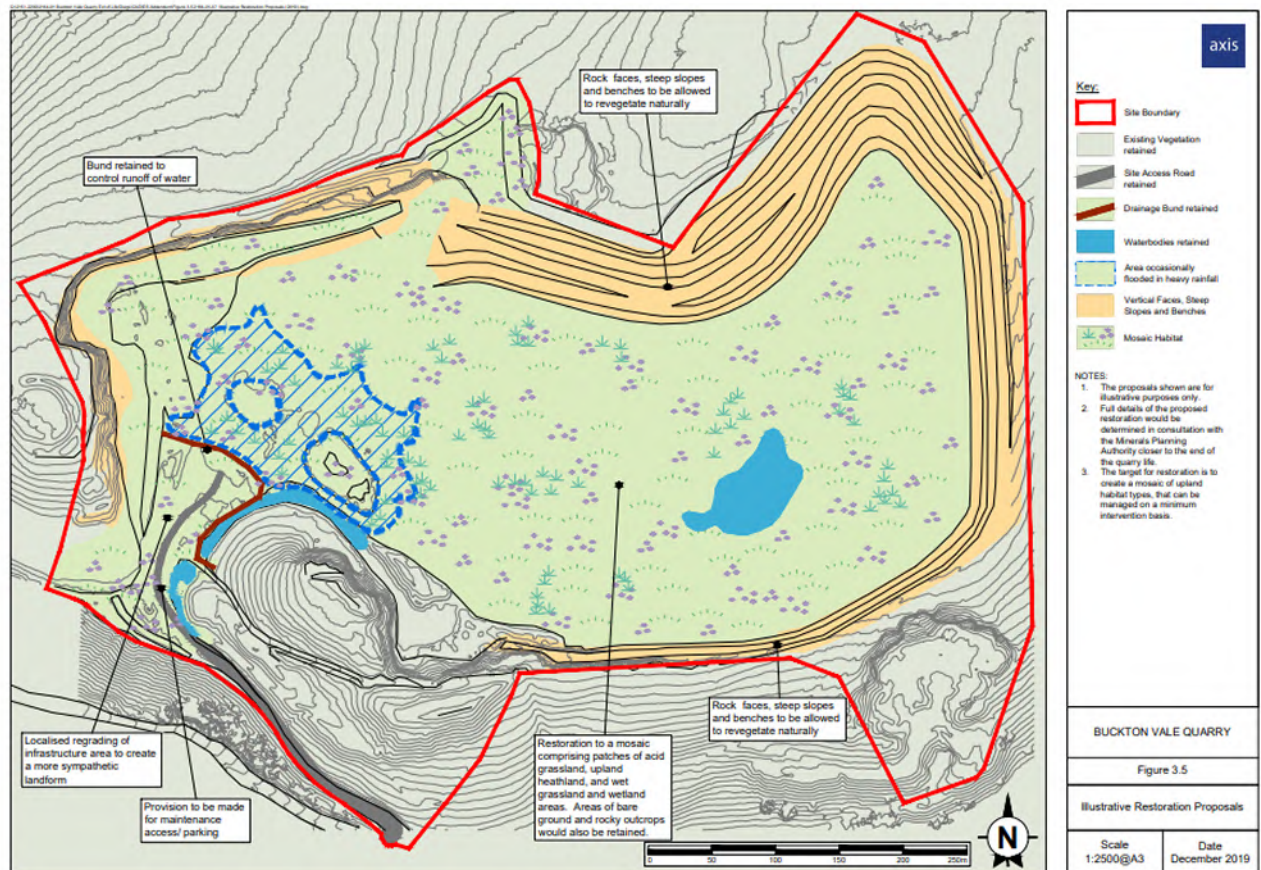 Rock faces, steep slopes
and benches to be allowed
to revegetate naturally
Bund retained to
control runoff of water
Localised regrading of
infrastructure area to create
a more sympathetic
landform
Provision to be made
for maintenance
access/ parking
Restoration to a mosaic
comprising patches of acid
grassland, upland
heathland, and wet
grassland and wetland
areas. Areas of bare
ground and rocky outcrops
would also be retained.
Rock faces, steep slopes
and benches to be allowed
to revegetate naturally
0 50 100 150 200 250m
N
axis
Key:
Site Boundary
Existing Vegetation
retained
Site Access Road
retained
Drainage Bund retained
Waterbodies retained
Area occasionally
flooded in heavy rainfall
Vertical Faces, Steep
Slopes and Benches
Mosaic Habitat
NOTES:
1. The proposals shown are for
illustrative purposes only.
2. Full details of the proposed
restoration would be
determined in consultation with
the Minerals Planning
Authority closer to the end of
the quarry life.
3. The target for restoration is to
create a mosaic of upland
habitat types, that can be
managed on a minimum
intervention basis.
BUCKTON VALE QUARRY
Figure 3.5
Illustrative Restoration Proposals
Scale
1:2500@A3
Date
December 2019